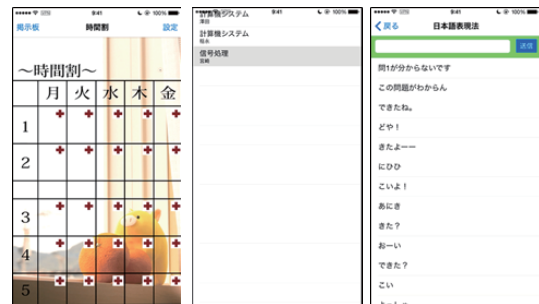 9:41
100%
掲示板
時間割
設定
～時間割～
月 火 水 木 金
1
2
3
4
5
計算機システム
9:41
100%
計算機システム
信号処理
宮崎
9:41
100%
戻る
日本語表現法
送信
問1が分からないです
この問題がわからん
できたね。
どや！
きたよーー
にひひ
こいよ！
あにき
きた？
おーい
できた？
こい